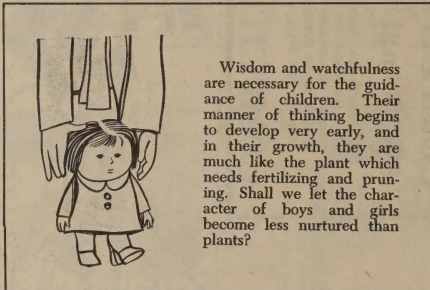 Wisdom and watchfulness
are necessary for the guid-
ance of children. Their
manner of thinking begins
to develop very early, and
in their growth, they are
much like the plant which
needs fertilizing and prun-
ing. Shall we let the char-
acter of boys and girls
become less nurtured than
plants?